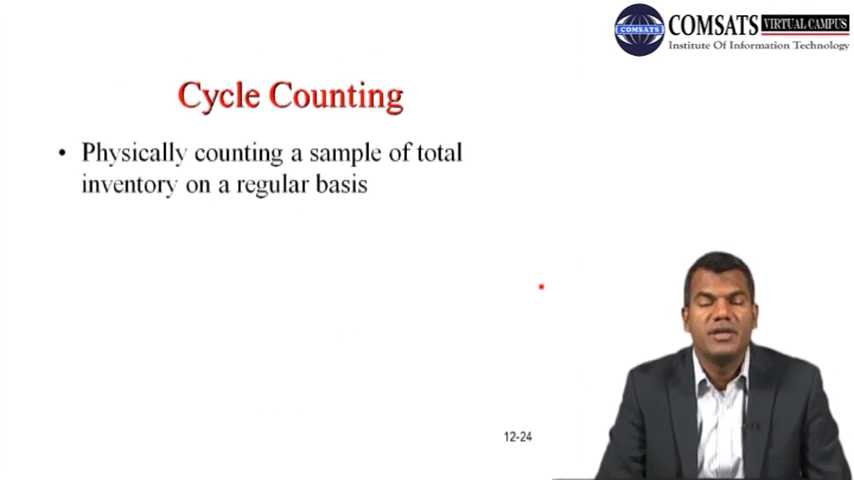 COMSATS
COMSATS VIRTUAL CAMPUS
Institute Of Information Technology
Cycle Counting
• Physically counting a sample of total
inventory on a regular basis
12-24